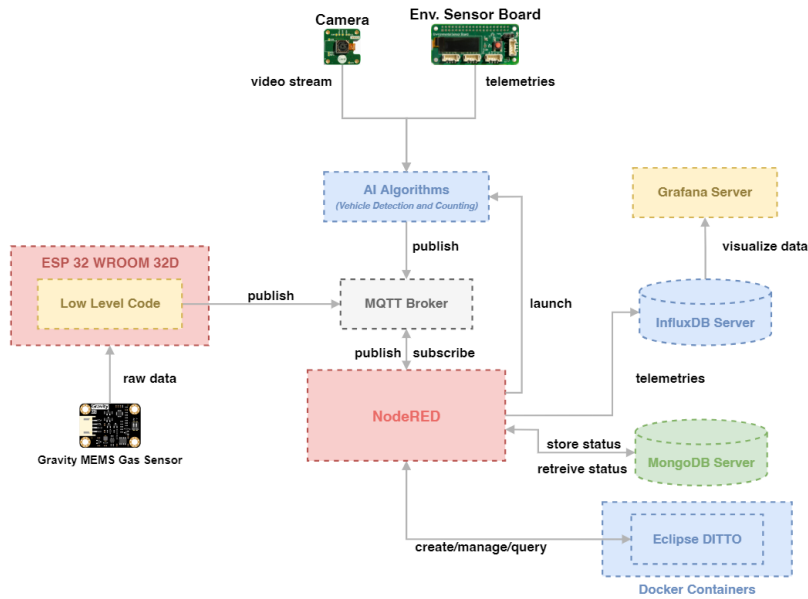 Camera
Env. Sensor Board
video stream
telemetries
AI Algorithms
(Vehicle Detection and Counting)
Grafana Server
publish
visualize data
ESP 32 WROOM 32D
Low Level Code
publish
MQTT Broker
launch
InfluxDB Server
publish
subscribe
raw data
telemetries
NodeRED
Gravity MEMS Gas Sensor
store status
retreive status
MongoDB Server
create/manage/query
Eclipse DITTO
Docker Containers